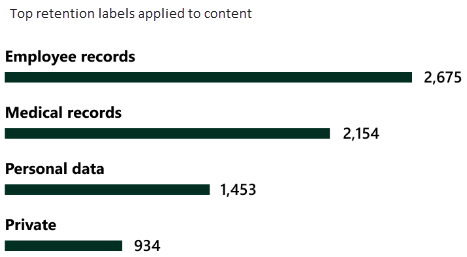 Top retention labels applied to content
Employee records
2,675
Medical records
2,154
Personal data
1,453
Private
934